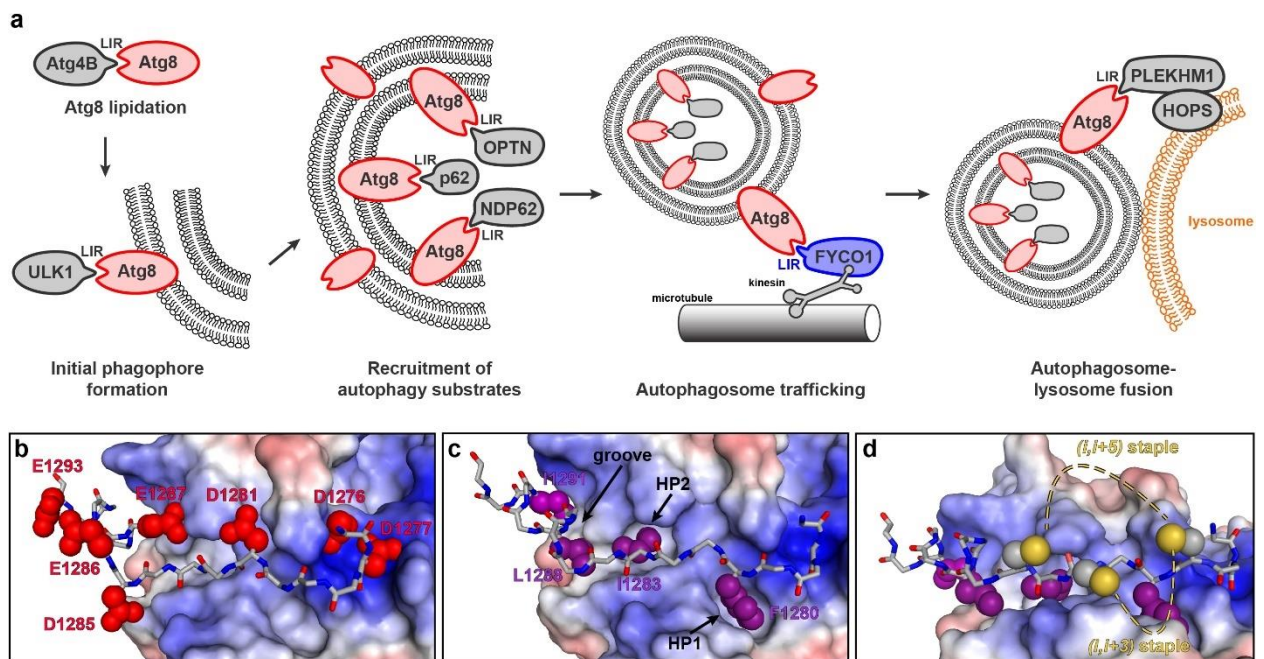 a
LIR
Atg4B
Atg8
Atg8 lipidation
LIR
ULK1
Atg8
Initial phagophore
formation
Atg8
LIR
OPTN
LIR
Atg8
p62
NDP62
Atg8
LIR
Recruitment of
autophagy substrates
Atg8
LIR
FYCO1
kinesin
microtubule
Autophagosome trafficking
LIR
PLEKHM1
HOPS
Atg8
lysosome
Autophagosome-
lysosome fusion
b
E1293
E1287
D1281
D1276
D1277
E1286
D1285
c
groove
I1291
HP2
L1288
I1283
F1280
HP1
d
(i,i+5) staple
(i,i+3) staple